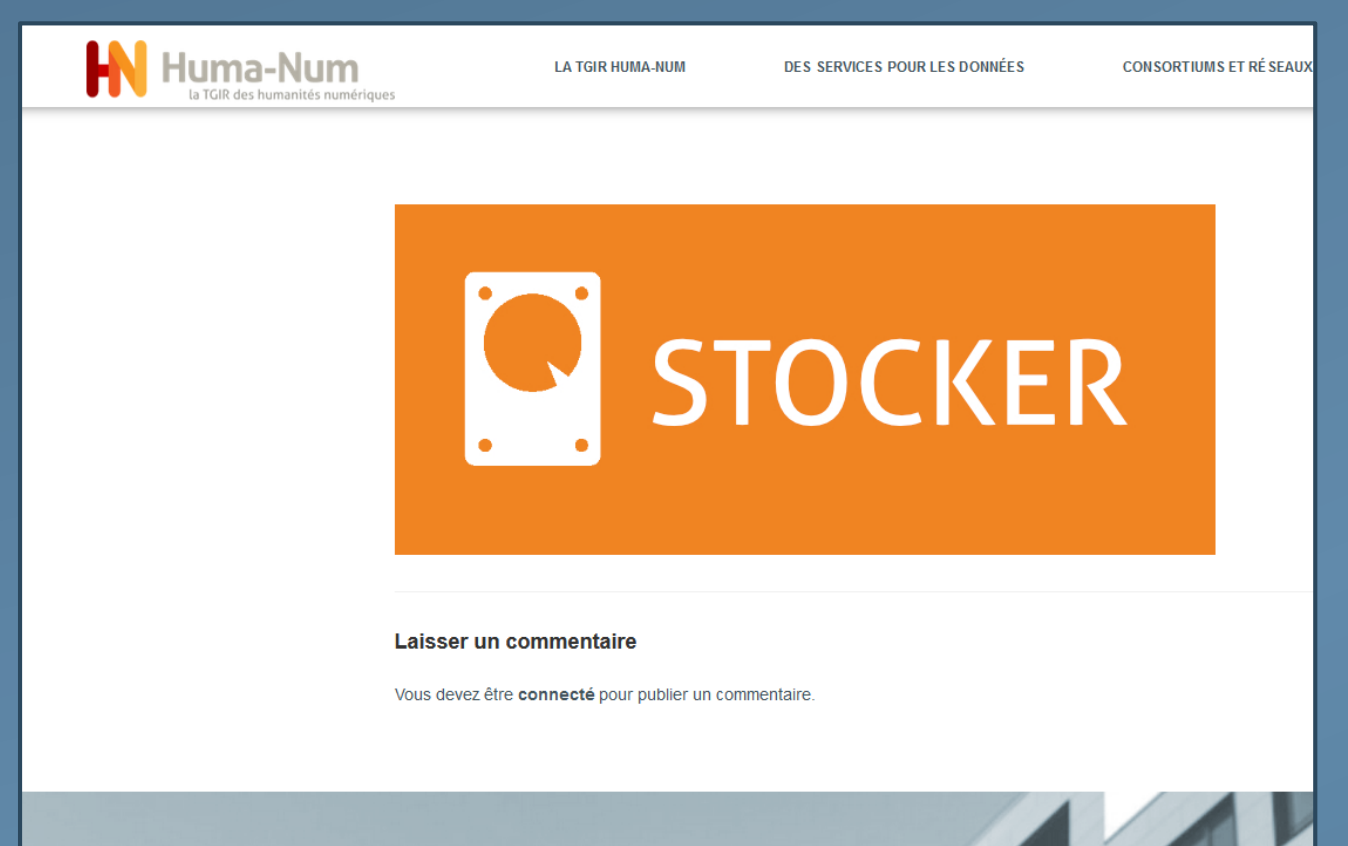 HN Huma-Num
la TGIR des humanités numériques
LA TGIR HUMA-NUM
DES SERVICES POUR LES DONNÉES
CONSORTIUMS ET RÉSEAUX
STOCKER
Laisser un commentaire
Vous devez être connecté pour publier un commentaire.